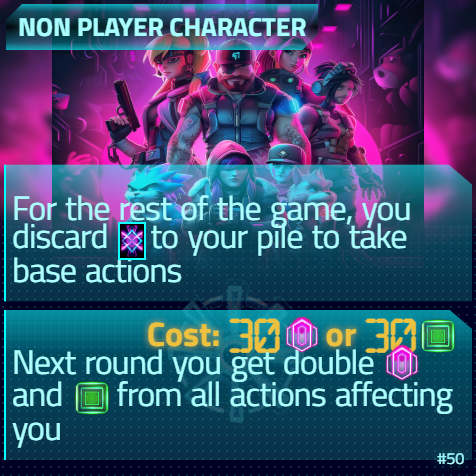 NON PLAYER CHARACTER
For the rest of the game, you
discard to your pile to take
base actions
Cost: 30 or 30
Next round you get double
and from all actions affecting
you
#50